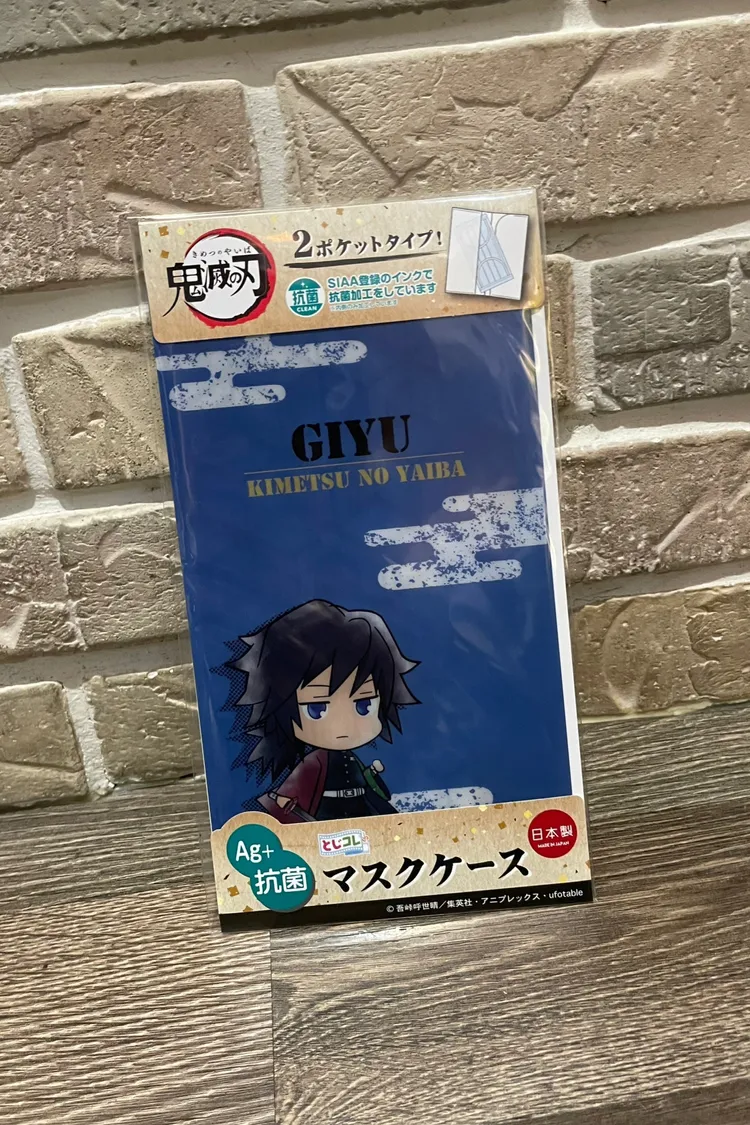 きめつのやいば
鬼滅の刃
2ポケットタイプ!
抗菌
CLEAN
SIAA登録のインクで
抗菌加工をしています
GIYU
KIMETSU NO YAIBA
Ag+
抗菌
とじコレ
マスクケース
日本製
MADE IN JAPAN
© 吾峠呼世晴/集英社・アニプレックス・ufotable